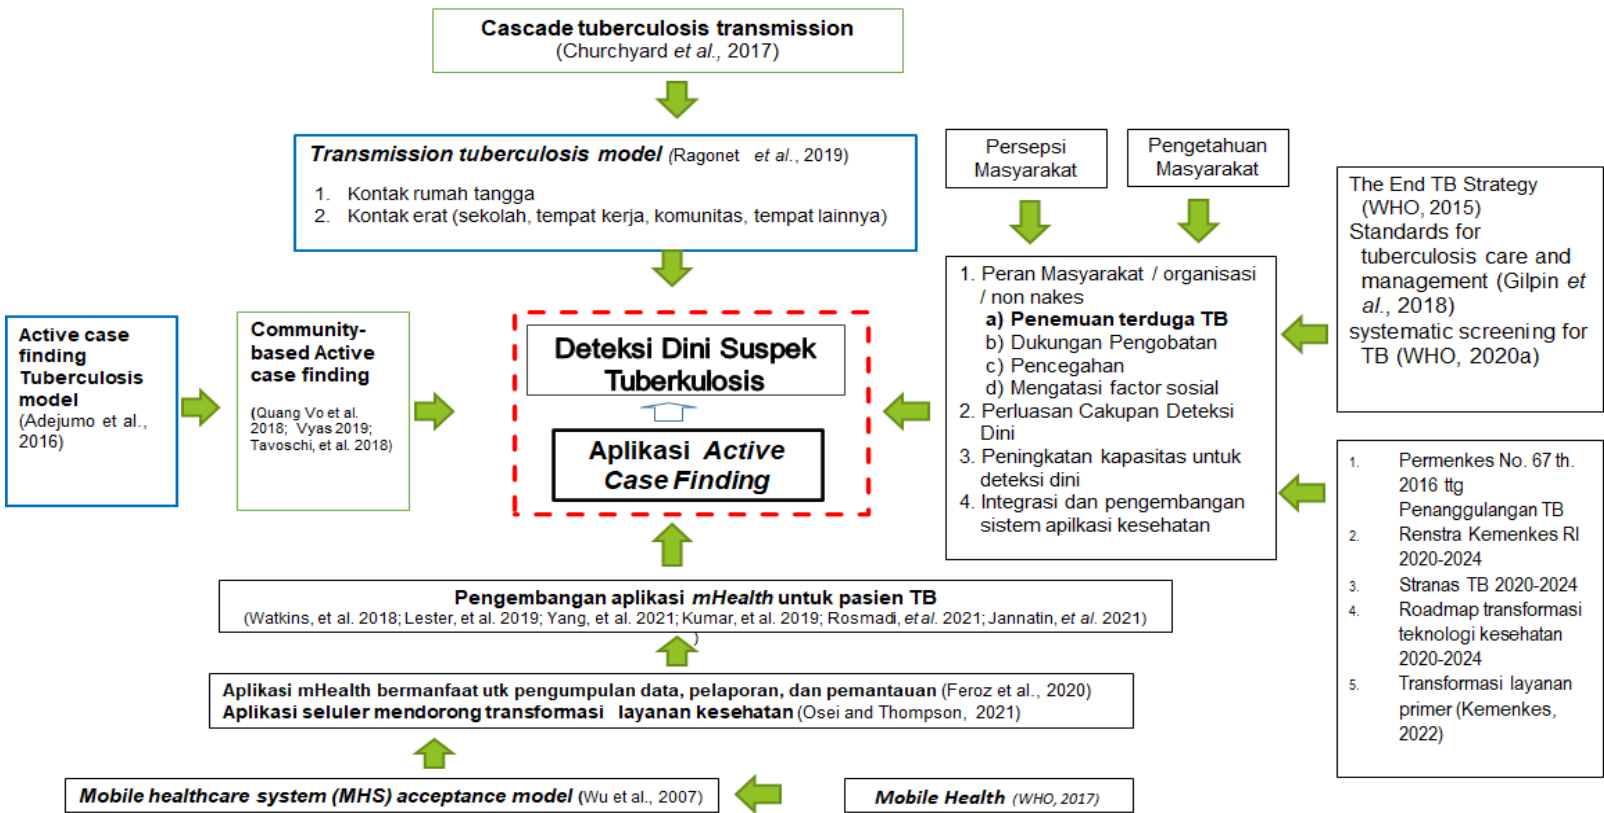 Cascade tuberculosis transmission
(Churchyard et al., 2017)
Transmission tuberculosis model (Ragonet et al., 2019)
1. Kontak rumah tangga
2. Kontak erat (sekolah, tempat kerja, komunitas, tempat lainnya)
Persepsi
Masyarakat
Pengetahuan
Masyarakat
The End TB Strategy
(WHO, 2015)
Standards for
tuberculosis care and
management (Gilpin et
al., 2018)
systematic screening for
TB (WHO, 2020a)
1. Peran Masyarakat / organisasi
/ non nakes
a) Penemuan terduga TB
b) Dukungan Pengobatan
c) Pencegahan
d) Mengatasi factor sosial
2. Perluasan Cakupan Deteksi
Dini
3. Peningkatan kapasitas untuk
deteksi dini
4. Integrasi dan pengembangan
sistem apilkasi kesehatan
Active case
finding
Tuberculosis
model
(Adejumo et al.,
2016)
Community-
based Active
case finding
(Quang Vo et al.
2018; Vyas 2019;
Tavoschi, et al. 2018)
Deteksi Dini Suspek
Tuberkulosis
Aplikasi Active
Case Finding
1. Permenkes No. 67 th.
2016 ttg
Penanggulangan TB
2. Renstra Kemenkes RI
2020-2024
3. Stranas TB 2020-2024
4. Roadmap transformasi
teknologi kesehatan
2020-2024
5. Transformasi layanan
primer (Kemenkes,
2022)
Pengembangan aplikasi mHealth untuk pasien TB
(Watkins, et al. 2018; Lester, et al. 2019; Yang, et al. 2021; Kumar, et al. 2019; Rosmadi, et al. 2021; Jannatin, et al. 2021)
)
Aplikasi mHealth bermanfaat utk pengumpulan data, pelaporan, dan pemantauan (Feroz et al., 2020)
Aplikasi seluler mendorong transformasi layanan kesehatan (Osei and Thompson, 2021)
Mobile healthcare system (MHS) acceptance model (Wu et al., 2007)
Mobile Health (WHO, 2017)